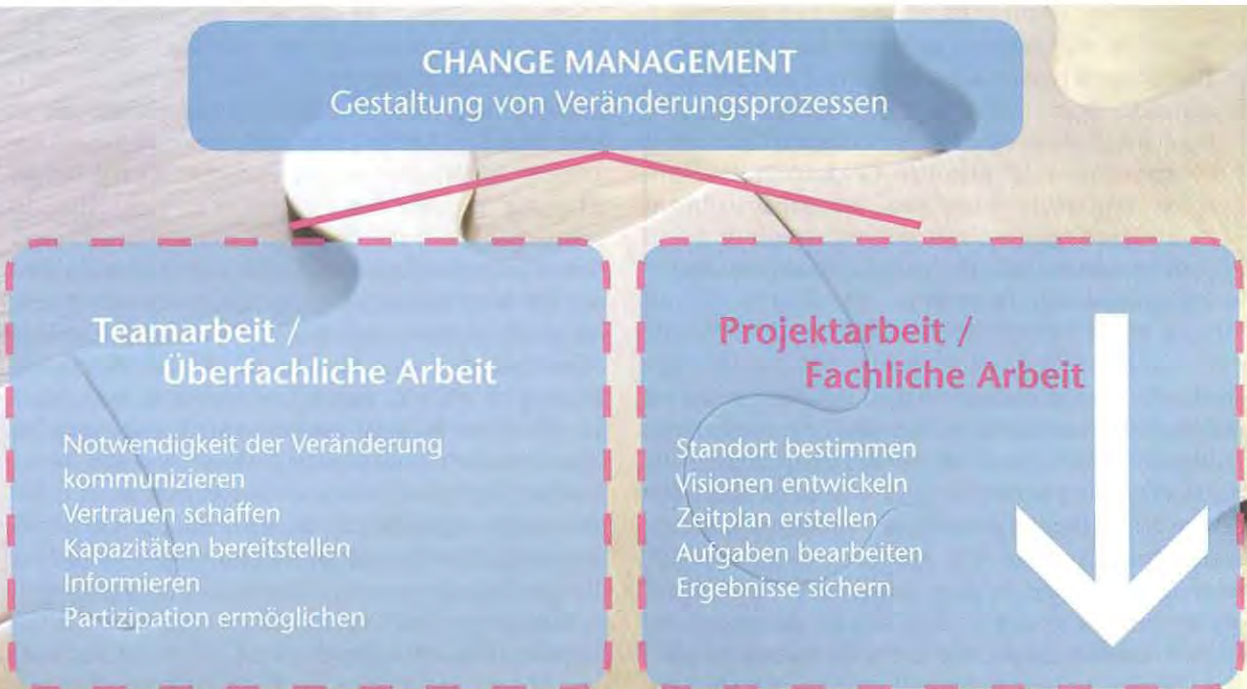 CHANGE MANAGEMENT
Gestaltung von Veränderungsprozessen
Teamarbeit /
Überfachliche Arbeit
Notwendigkeit der Veränderung
kommunizieren
Vertrauen schaffen
Kapazitäten bereitstellen
Informieren
Partizipation ermöglichen
Projektarbeit /
Fachliche Arbeit
Standort bestimmen
Visionen entwickeln
Zeitplan erstellen
Aufgaben bearbeiten
Ergebnisse sichern